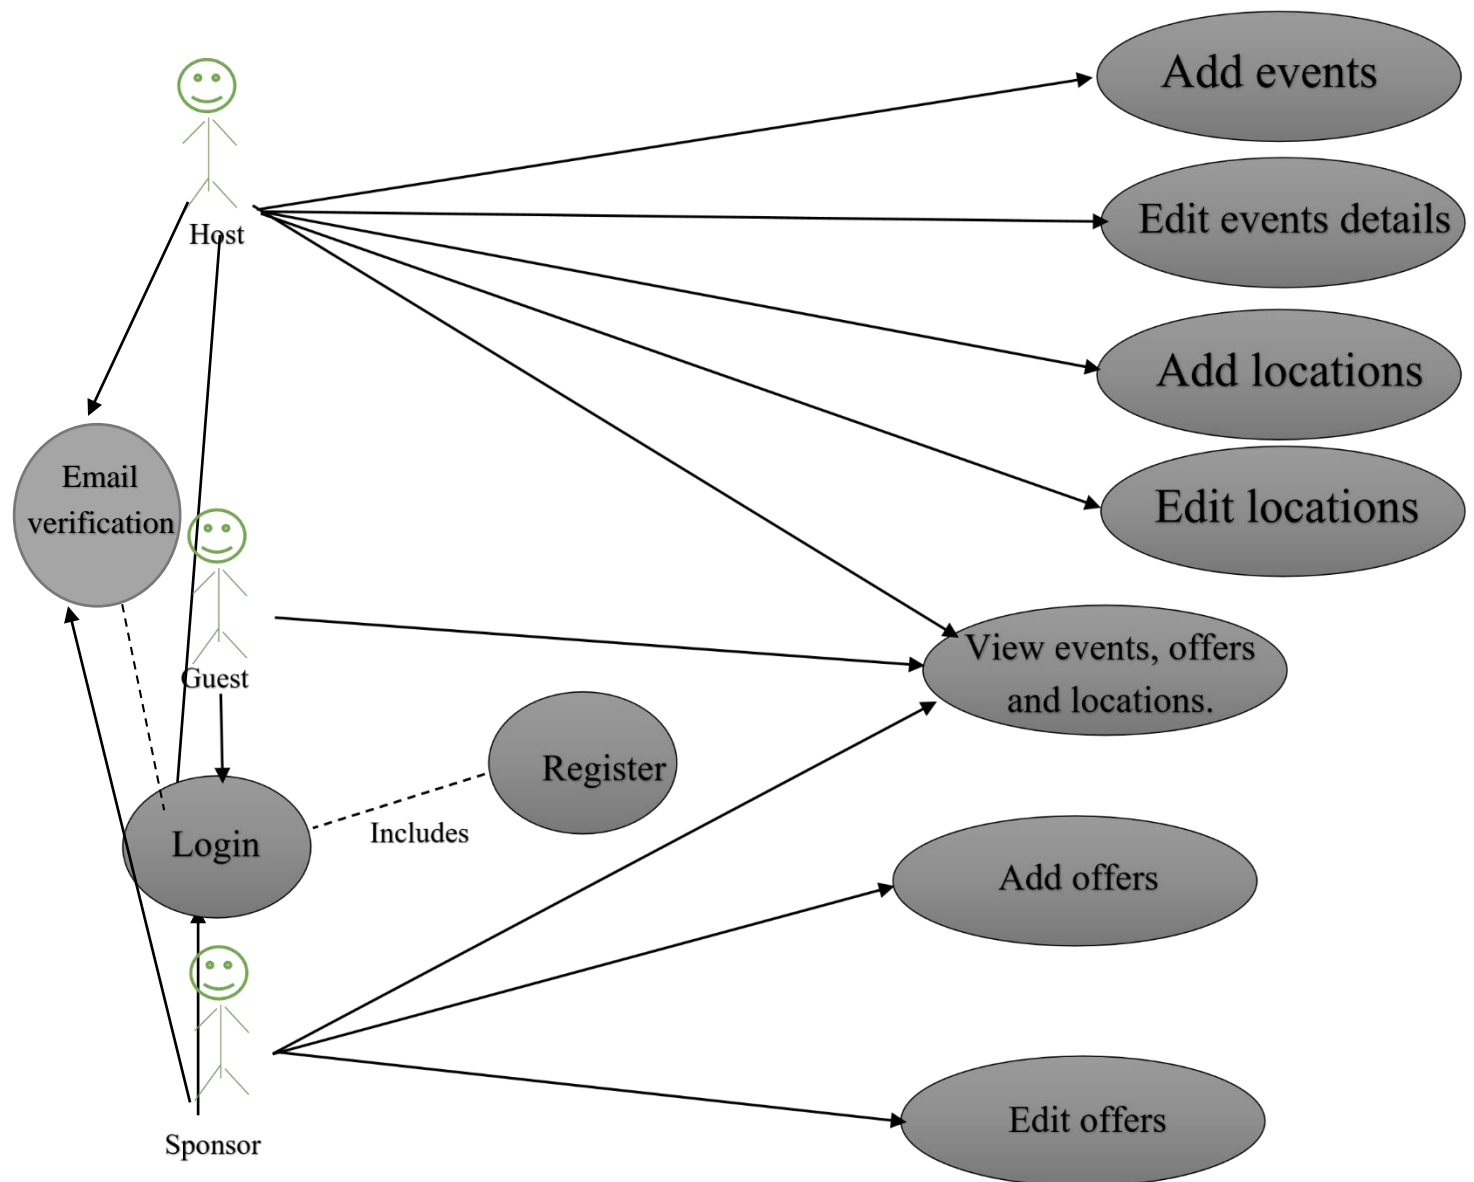 Add events
Edit events details
Host
Add locations
Email
verification
Edit locations
View events, offers
and locations.
Guest
Register
Includes
Login
Add offers
Edit offers
Sponsor